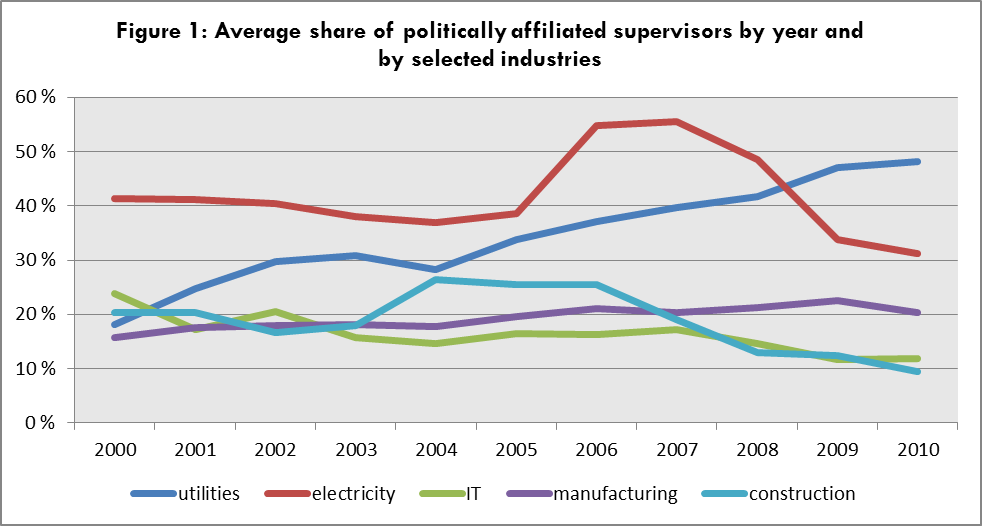 Figure 1: Average share of politically affiliated supervisors by year and
by selected industries
60 %
50 %
40 %
30 %
20 %
10 %
0 %
2000 2001 2002 2003 2004 2005 2006 2007 2008 2009 2010
utilities electricity IT manufacturing construction